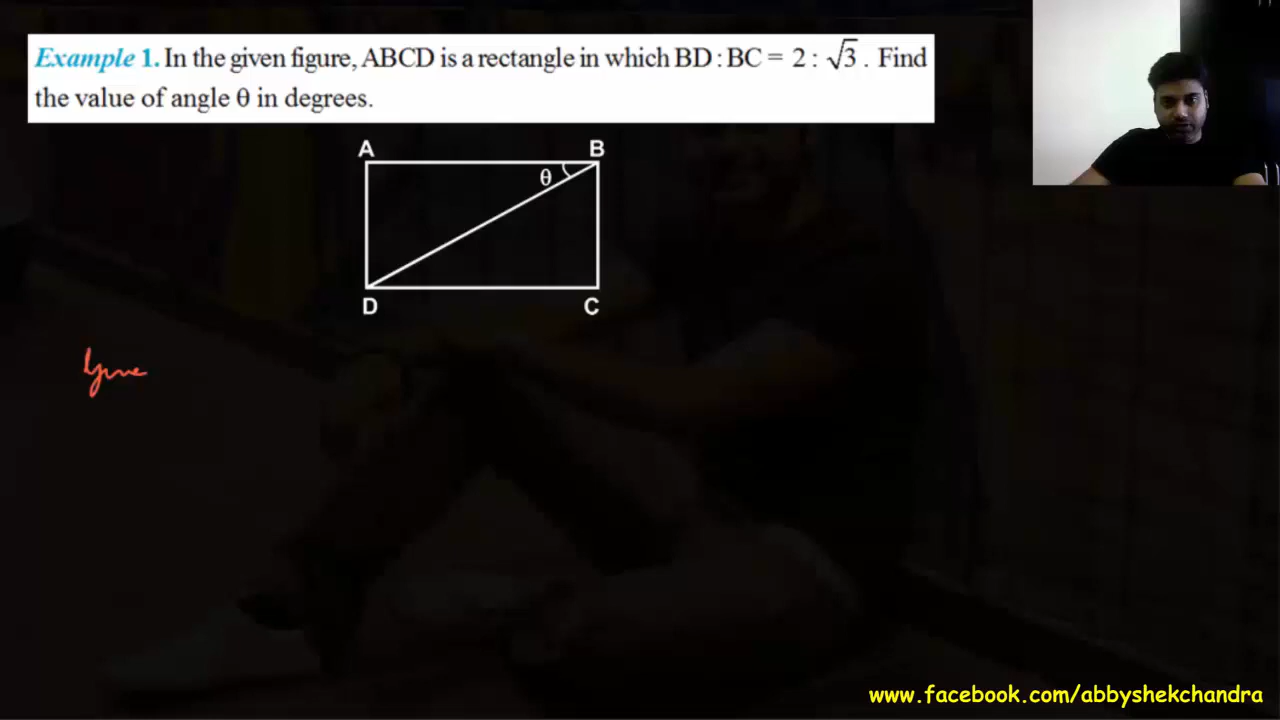 Example 1. In the given figure, ABCD is a rectangle in which BD : BC = 2 : √3 . Find
the value of angle θ in degrees.
A B
θ
D C
Give
www.facebook.com/abbyshekchandra